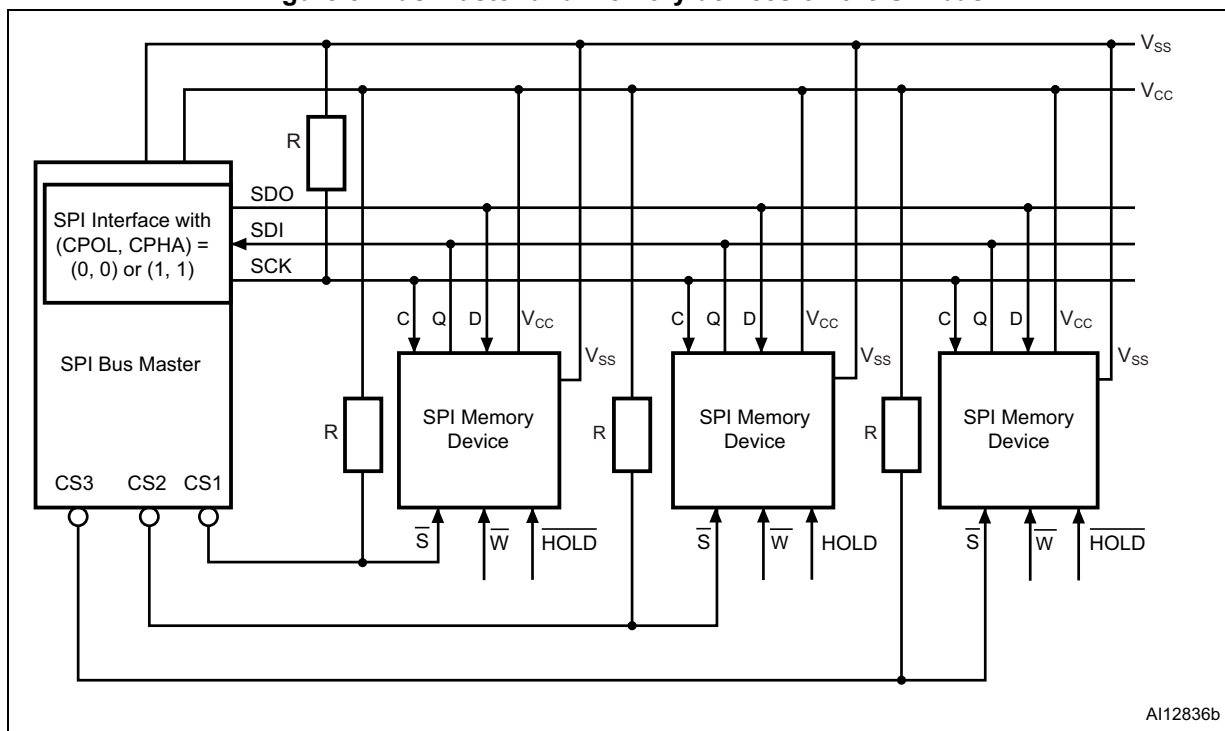 VSS
VCC
R
SDO
SPI Interface with
(CPOL, CPHA) =
(0, 0) or (1, 1)
SDI
SCK
C Q D VCC
C Q D VCC
C Q D VCC
VSS
VSS
VSS
SPI Bus Master
R
SPI Memory
Device
R
SPI Memory
Device
R
SPI Memory
Device
CS3 CS2 CS1
S̅ W̅ H̅O̅L̅D̅
S̅ W̅ HOLD
S̅ W̅ H̅O̅L̅D̅
AI12836b